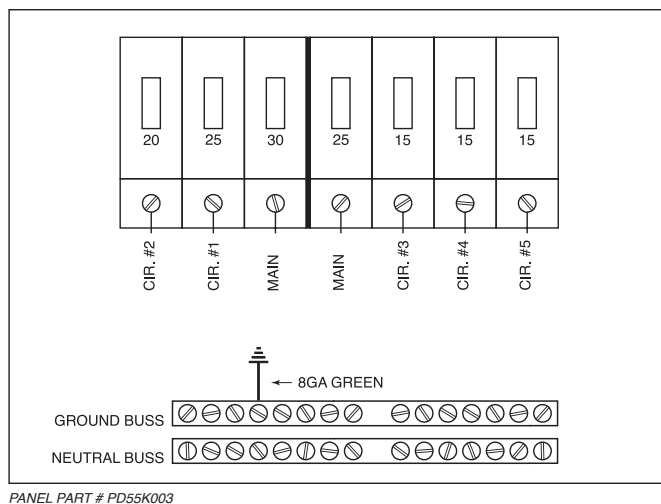 20 25 30 25 15 15 15
CIR. #2 CIR. #1 MAIN MAIN CIR. #3 CIR. #4 CIR. #5
← 8GA GREEN
GROUND BUSS
NEUTRAL BUSS
PANEL PART # PD55K003